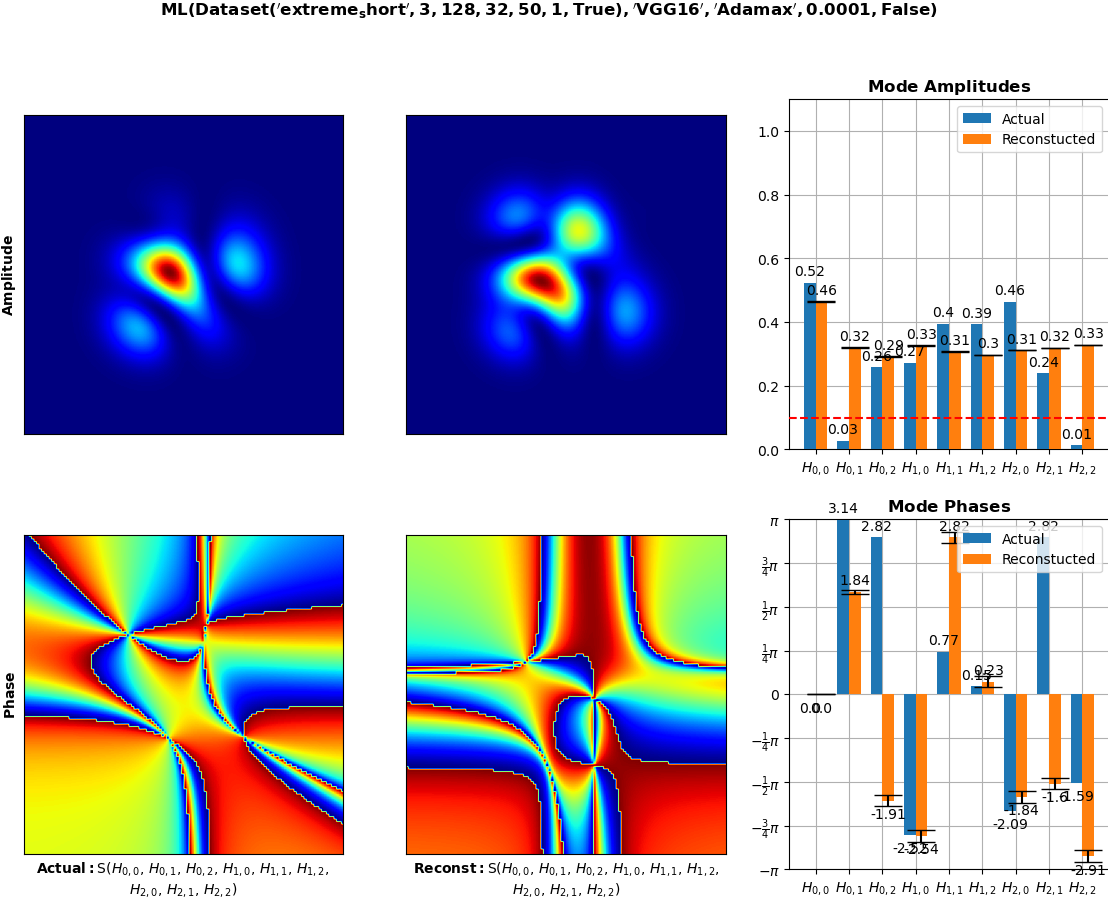 ML(Dataset('extreme_short', 3, 128, 32, 50, 1, True), 'VGG16', 'Adamax', 0.0001, False)
Mode Amplitudes
Actual
Reconstucted
1.0
0.8
0.6
0.4
0.2
0.0
0.52 0.46 0.03 0.32 0.26 0.29 0.27 0.33 0.4 0.31 0.39 0.3 0.46 0.31 0.24 0.32 0.01 0.33
H0,0 H0,1 H0,2 H1,0 H1,1 H1,2 H2,0 H2,1 H2,2
Amplitude
Mode Phases
Actual
Reconstucted
π
3/4π
1/2π
1/4π
0
−1/4π
−1/2π
−3/4π
−π
0.0 0.0 3.14 1.84 2.82 -1.91 -2.54 0.77 2.82 0.23 -2.09 -1.84 2.82 -1.6 -1.59 -2.91
H0,0 H0,1 H0,2 H1,0 H1,1 H1,2 H2,0 H2,1 H2,2
Phase
Actual: S(H0,0, H0,1, H0,2, H1,0, H1,1, H1,2,
H2,0, H2,1, H2,2)
Reconst: S(H0,0, H0,1, H0,2, H1,0, H1,1, H1,2,
H2,0, H2,1, H2,2)